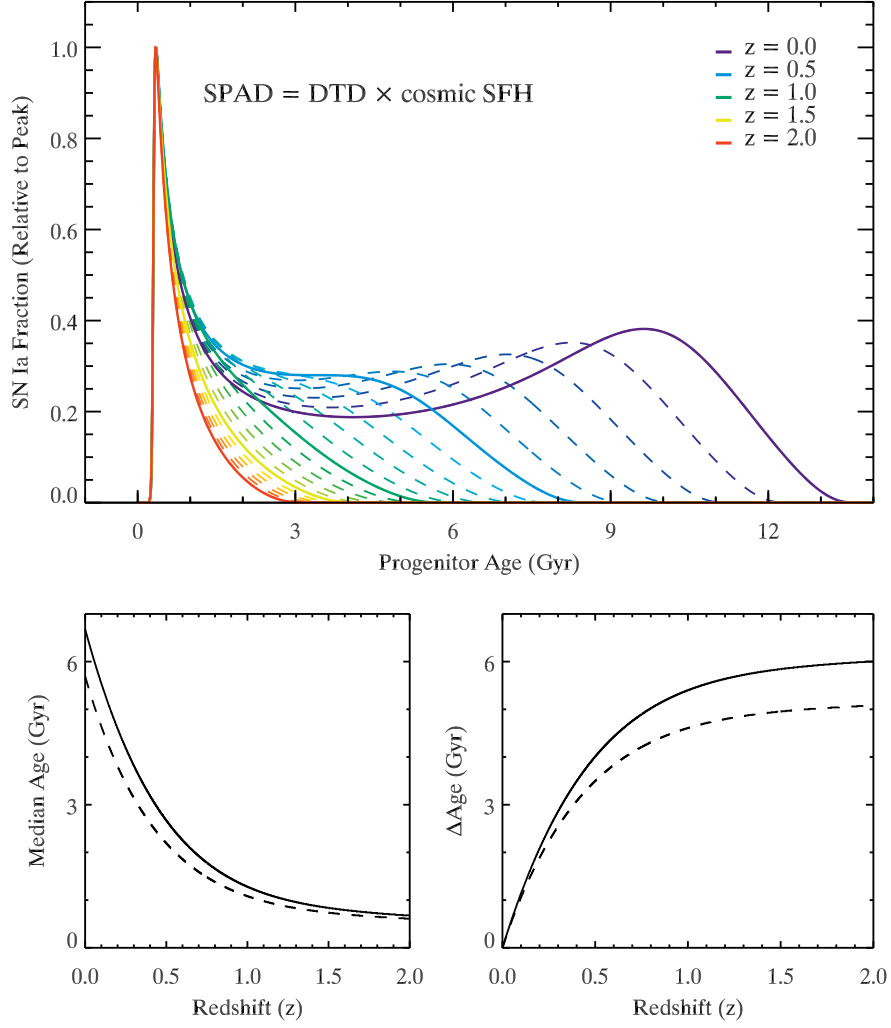 SPAD = DTD × cosmic SFH
z = 0.0
z = 0.5
z = 1.0
z = 1.5
z = 2.0
SN Ia Fraction (Relative to Peak)
1.0
0.8
0.6
0.4
0.2
0.0
0 3 6 9 12
Progenitor Age (Gyr)
Median Age (Gyr)
6
3
0
0.0 0.5 1.0 1.5 2.0
Redshift (z)
ΔAge (Gyr)
6
3
0
0.0 0.5 1.0 1.5 2.0
Redshift (z)